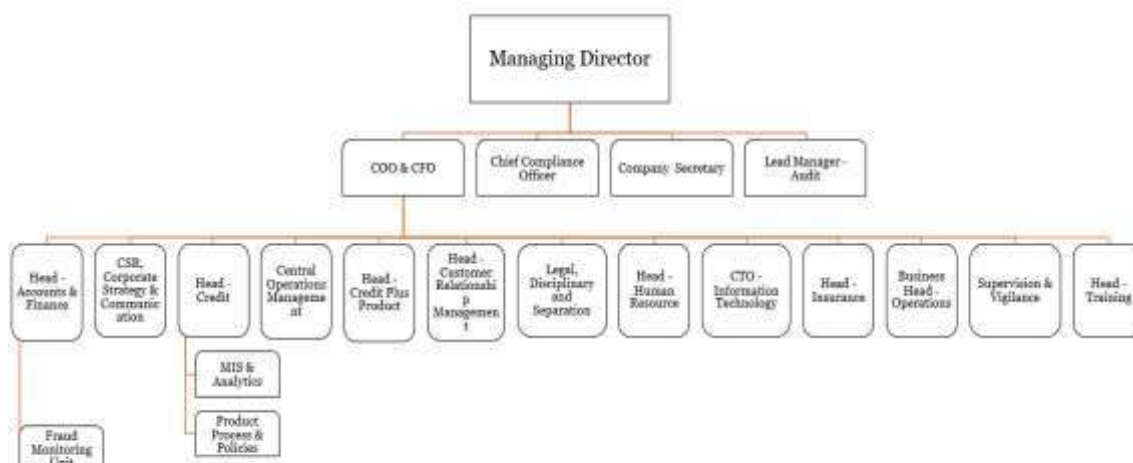 Managing Director
COO & CFO
Chief Compliance
Officer
Company Secretary
Lead Manager -
Audit
Head -
Accounts &
Finance
CSR,
Corporate
Strategy &
Communic
ation
Head -
Credit
Central
Operations
Manageme
nt
Head -
Credit Plus
Product
Head -
Customer
Relationshi
p
Managemen
t
Legal,
Disciplinary
and
Separation
Head -
Human
Resource
CTO -
Information
Technology
Head -
Insurance
Business
Head -
Operations
Supervision &
Vigilance
Head -
Training
MIS &
Analytics
Product
Process &
Policies
Fraud
Monitoring
Unit